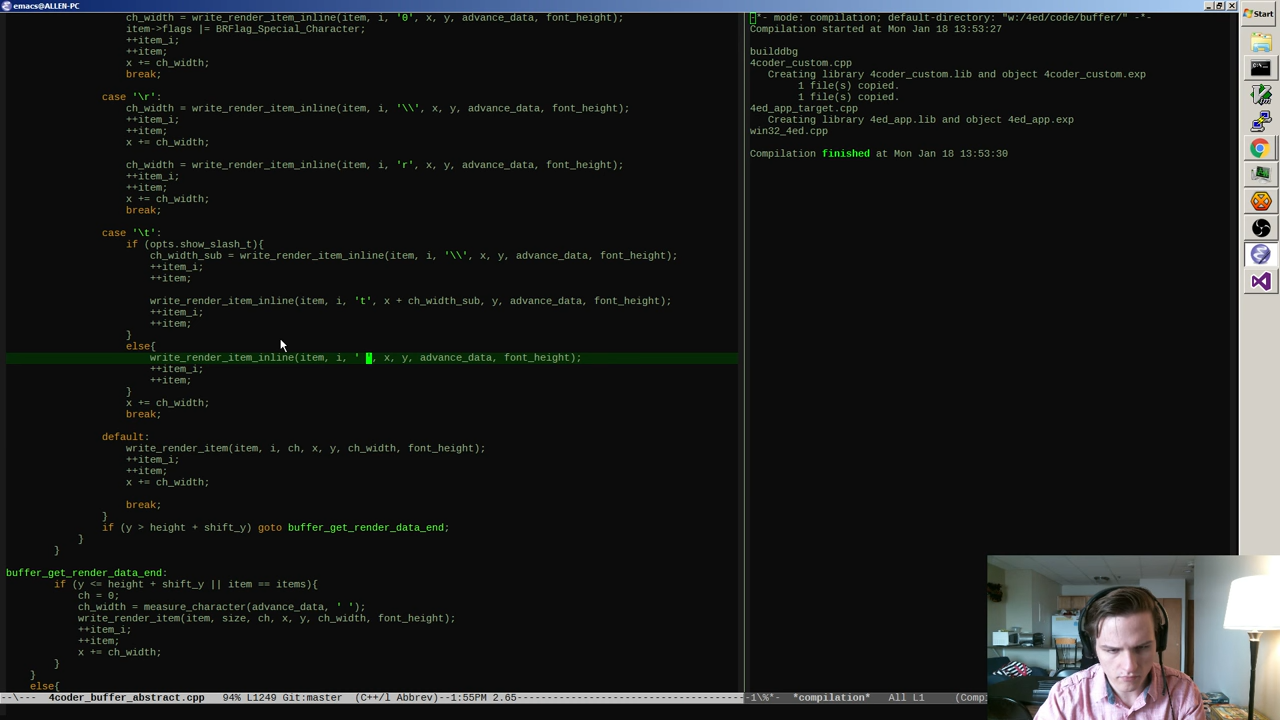 emacs@ALLEN-PC
ch_width = write_render_item_inline(item, i, '0', x, y, advance_data, font_height);
item->flags |= BRFlag_Special_Character;
++item_i;
++item;
x += ch_width;
break;
case '\r':
ch_width = write_render_item_inline(item, i, '\\', x, y, advance_data, font_height);
++item_i;
++item;
x += ch_width;
ch_width = write_render_item_inline(item, i, 'r', x, y, advance_data, font_height);
++item_i;
++item;
x += ch_width;
break;
case '\t':
if (opts.show_slash_t){
ch_width_sub = write_render_item_inline(item, i, '\\', x, y, advance_data, font_height);
++item_i;
++item;
write_render_item_inline(item, i, 't', x + ch_width_sub, y, advance_data, font_height);
++item_i;
++item;
}
else{
write_render_item_inline(item, i, ' ', x, y, advance_data, font_height);
++item_i;
++item;
}
x += ch_width;
break;
default:
write_render_item(item, i, ch, x, y, ch_width, font_height);
++item_i;
++item;
x += ch_width;
break;
}
if (y > height + shift_y) goto buffer_get_render_data_end;
}
}
buffer_get_render_data_end:
if (y <= height + shift_y || item == items){
ch = 0;
ch_width = measure_character(advance_data, ' ');
write_render_item(item, size, ch, x, y, ch_width, font_height);
++item_i;
++item;
x += ch_width;
}
}
else{
--\--- 4coder_buffer_abstract.cpp 94% L1249 Git:master (C++/l Abbrev)--1:55PM 2.65
-*- mode: compilation; default-directory: "w:/4ed/code/buffer/" -*-
Compilation started at Mon Jan 18 13:53:27
builddbg
4coder_custom.cpp
Creating library 4coder_custom.lib and object 4coder_custom.exp
1 file(s) copied.
1 file(s) copied.
4ed_app_target.cpp
Creating library 4ed_app.lib and object 4ed_app.exp
win32_4ed.cpp
Compilation finished at Mon Jan 18 13:53:30
-1\%*- *compilation* All L1 (Comp
Start